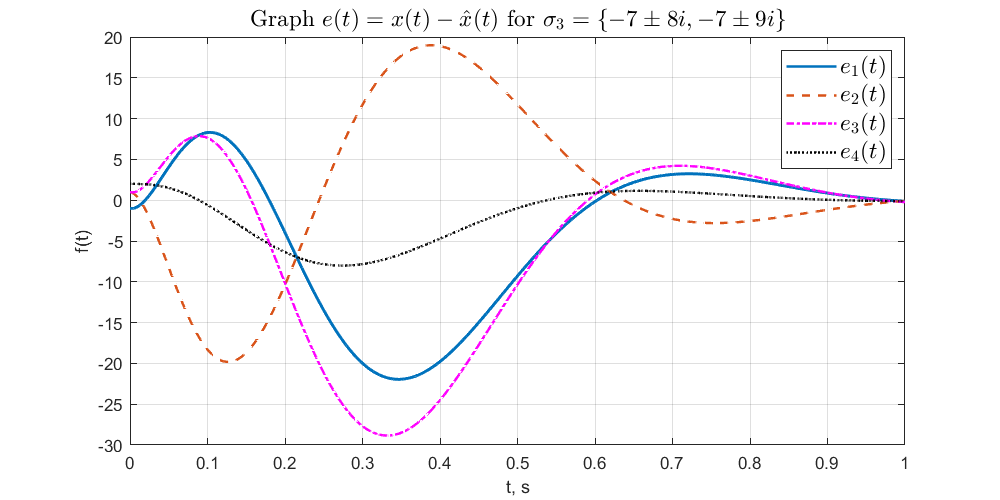 Graph e(t) = x(t) − x̂(t) for σ₃ = {−7 ± 8i, −7 ± 9i}
e₁(t)
e₂(t)
e₃(t)
e₄(t)
20
15
10
5
0
-5
-10
-15
-20
-25
-30
f(t)
0 0.1 0.2 0.3 0.4 0.5 0.6 0.7 0.8 0.9 1
t, s